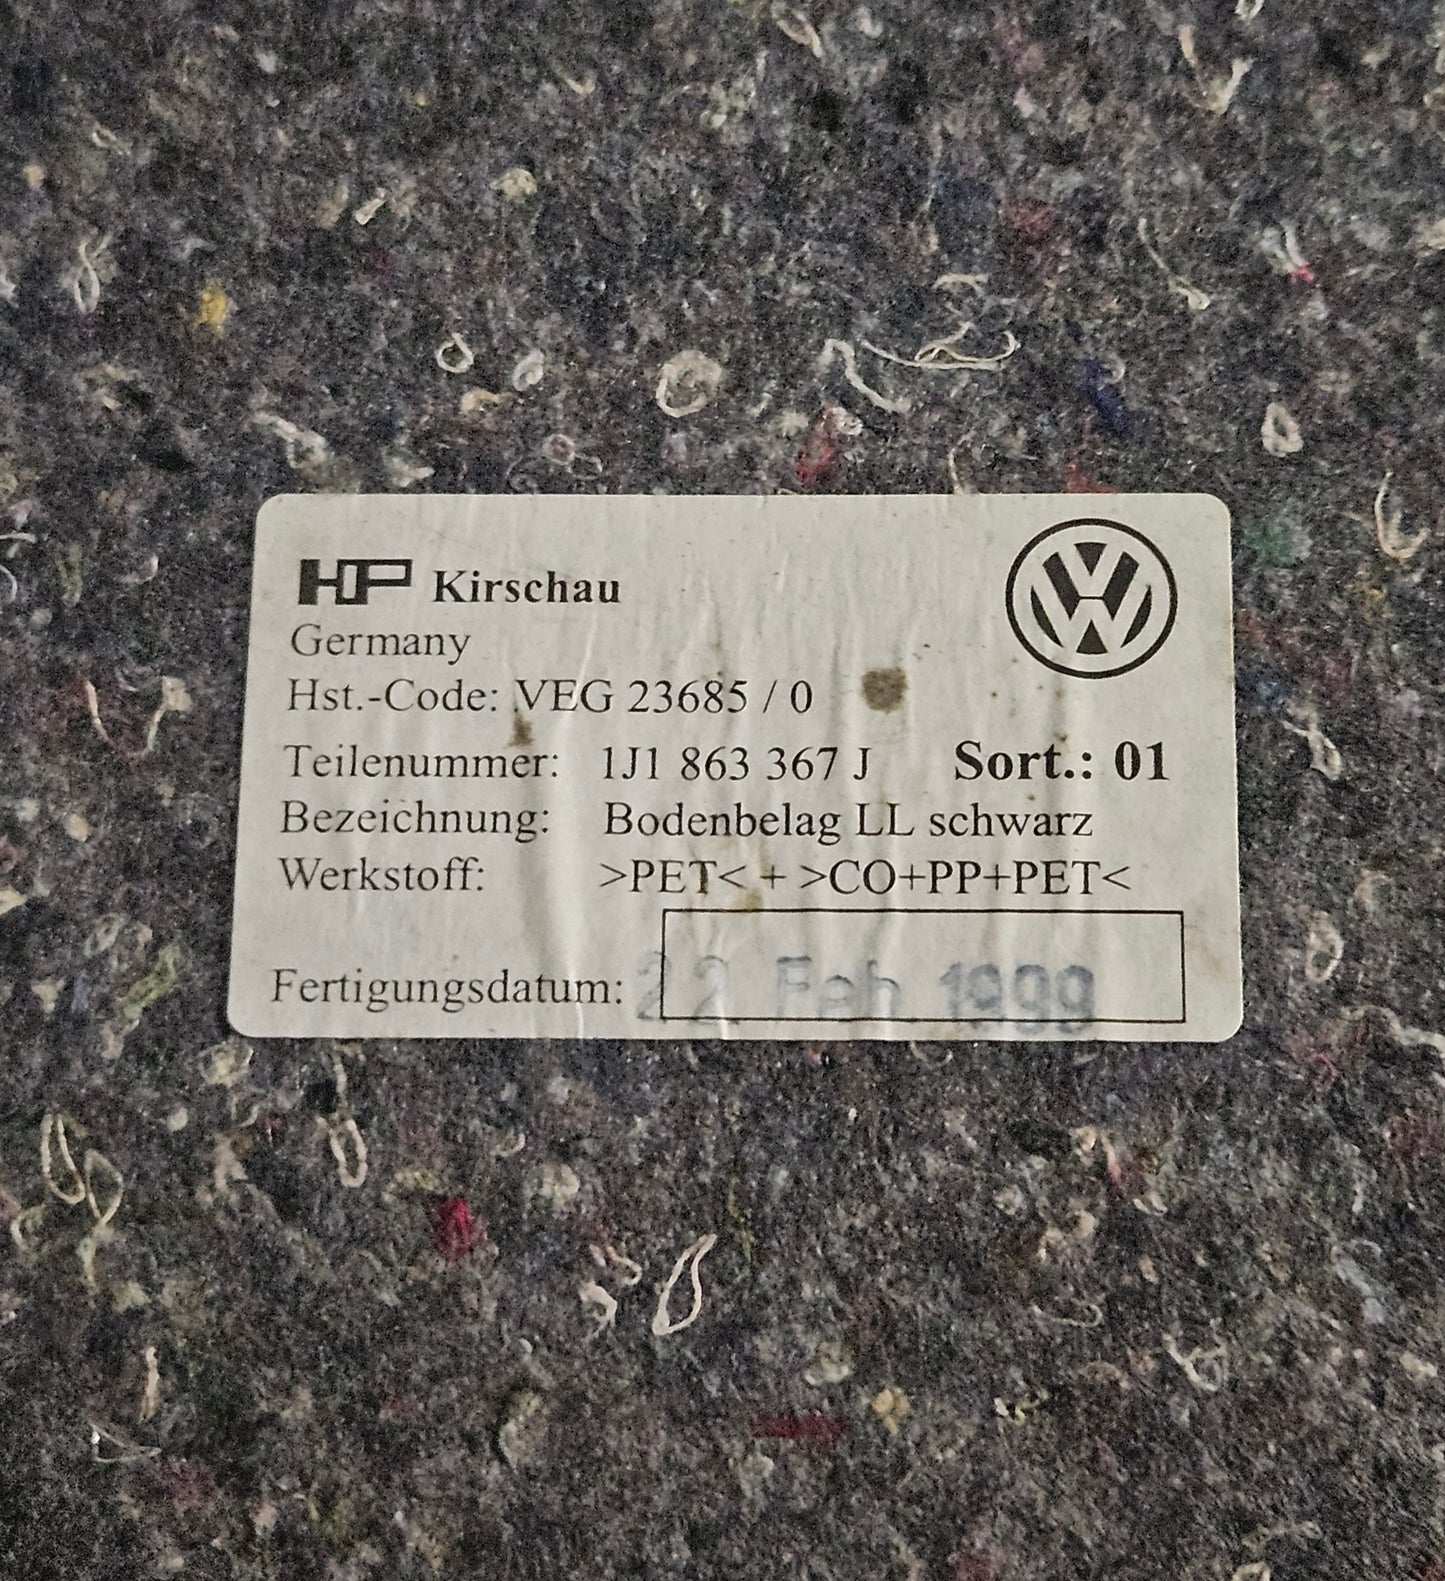 HP Kirschau
Germany
Hst.-Code: VEG 23685 / 0
Teilenummer: 1J1 863 367 J Sort.: 01
Bezeichnung: Bodenbelag LL schwarz
Werkstoff: >PET< + >CO+PP+PET<
Fertigungsdatum: 22. Feb. 1999